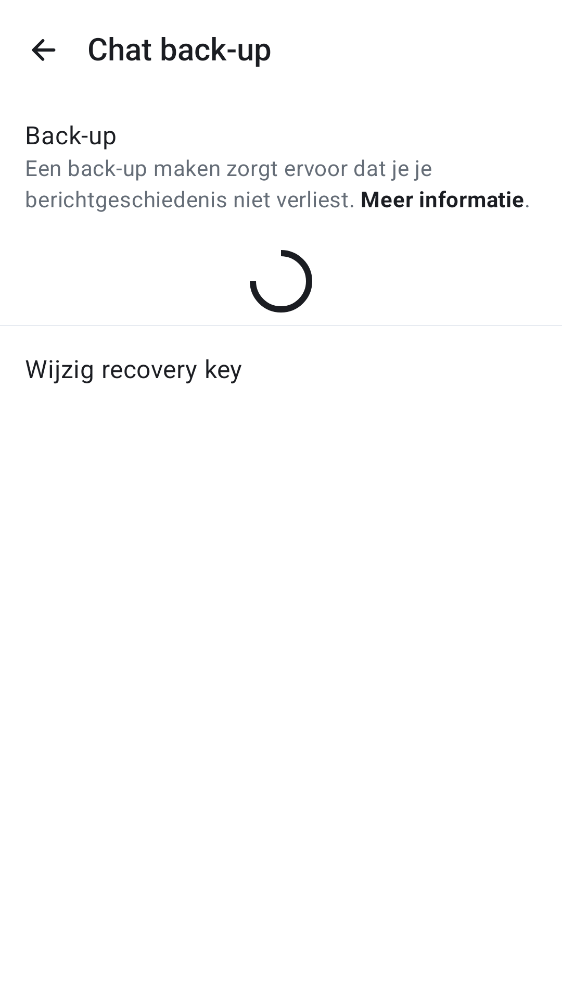 Chat back-up
Back-up
Een back-up maken zorgt ervoor dat je je
berichtgeschiedenis niet verliest. Meer informatie.
Wijzig recovery key